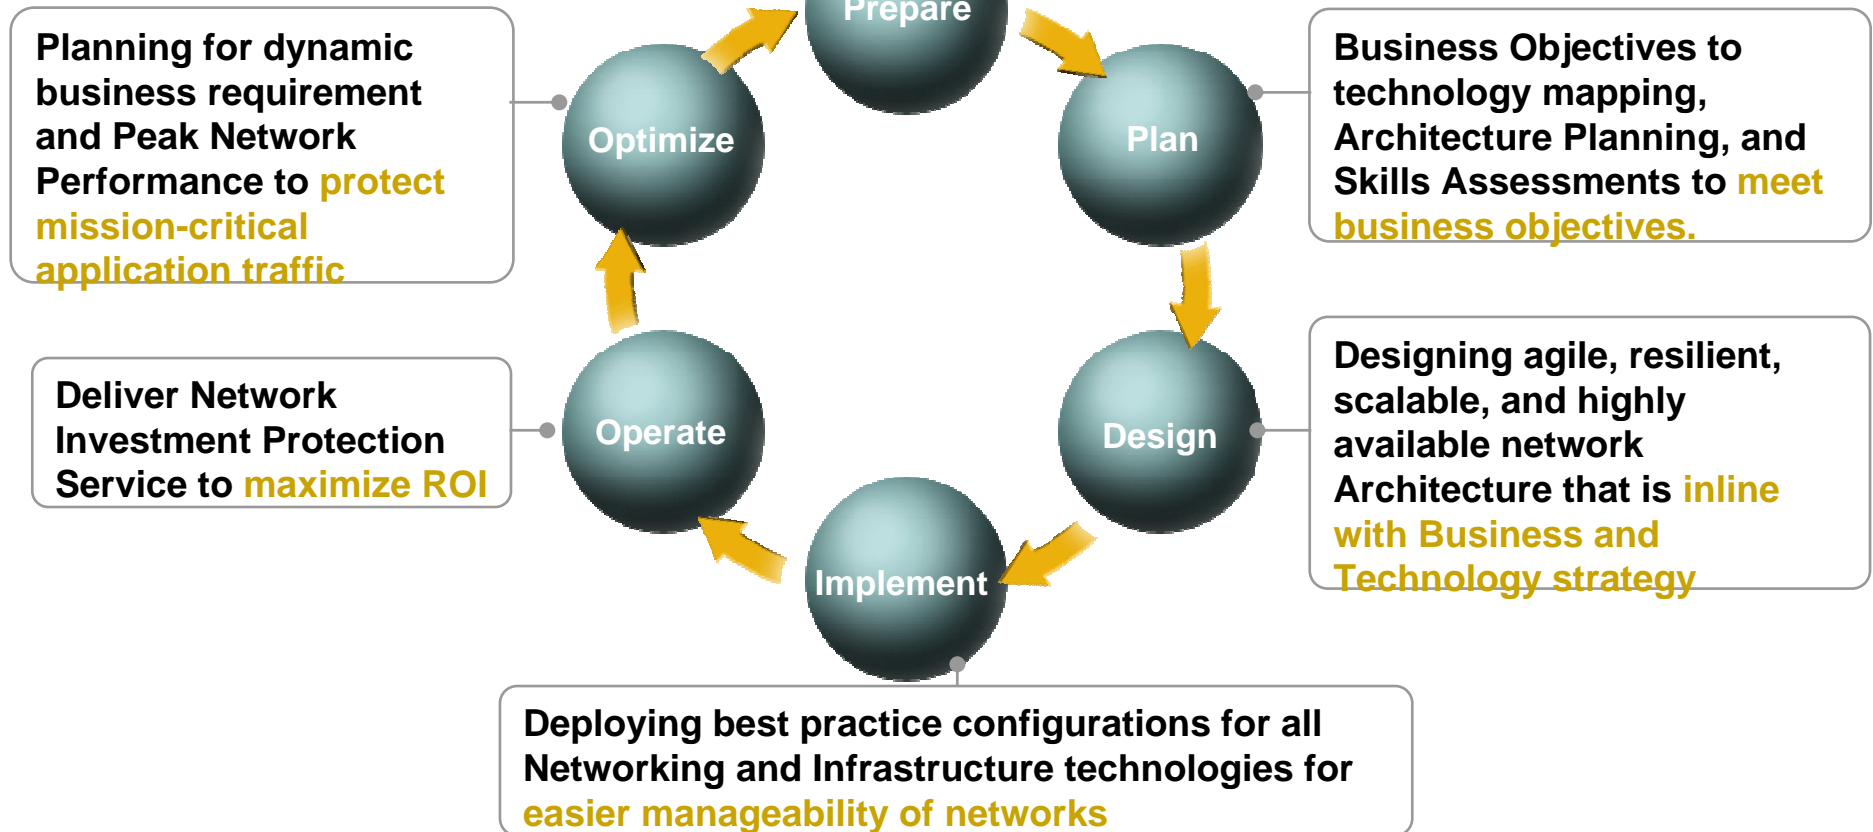 Prepare
Planning for dynamic
business requirement
and Peak Network
Performance to protect
mission-critical
application traffic
Optimize
Plan
Business Objectives to
technology mapping,
Architecture Planning, and
Skills Assessments to meet
business objectives.
Deliver Network
Investment Protection
Service to maximize ROI
Operate
Design
Designing agile, resilient,
scalable, and highly
available network
Architecture that is inline
with Business and
Technology strategy
Implement
Deploying best practice configurations for all
Networking and Infrastructure technologies for
easier manageability of networks